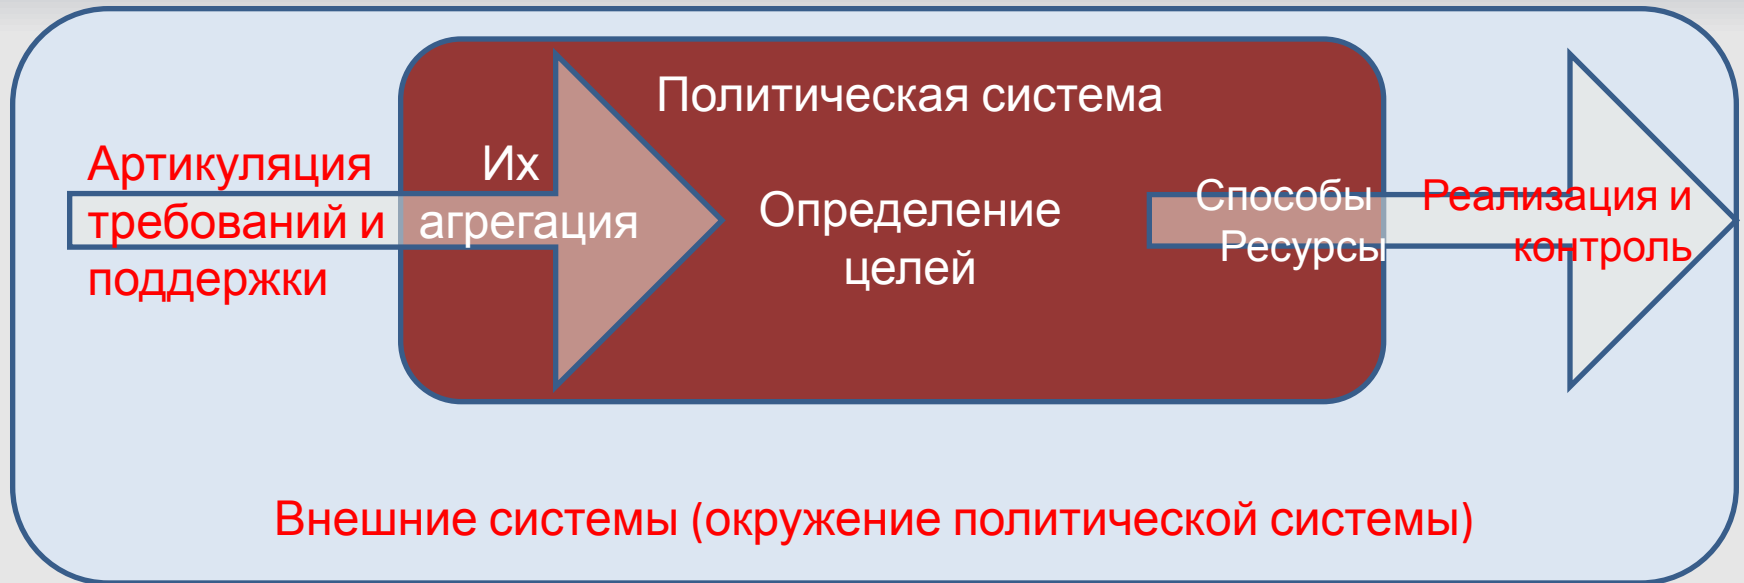 Политическая система
Артикуляция
требований и
поддержки
Их
агрегация
Определение
целей
Способы
Ресурсы
Реализация и
контроль
Внешние системы (окружение политической системы)